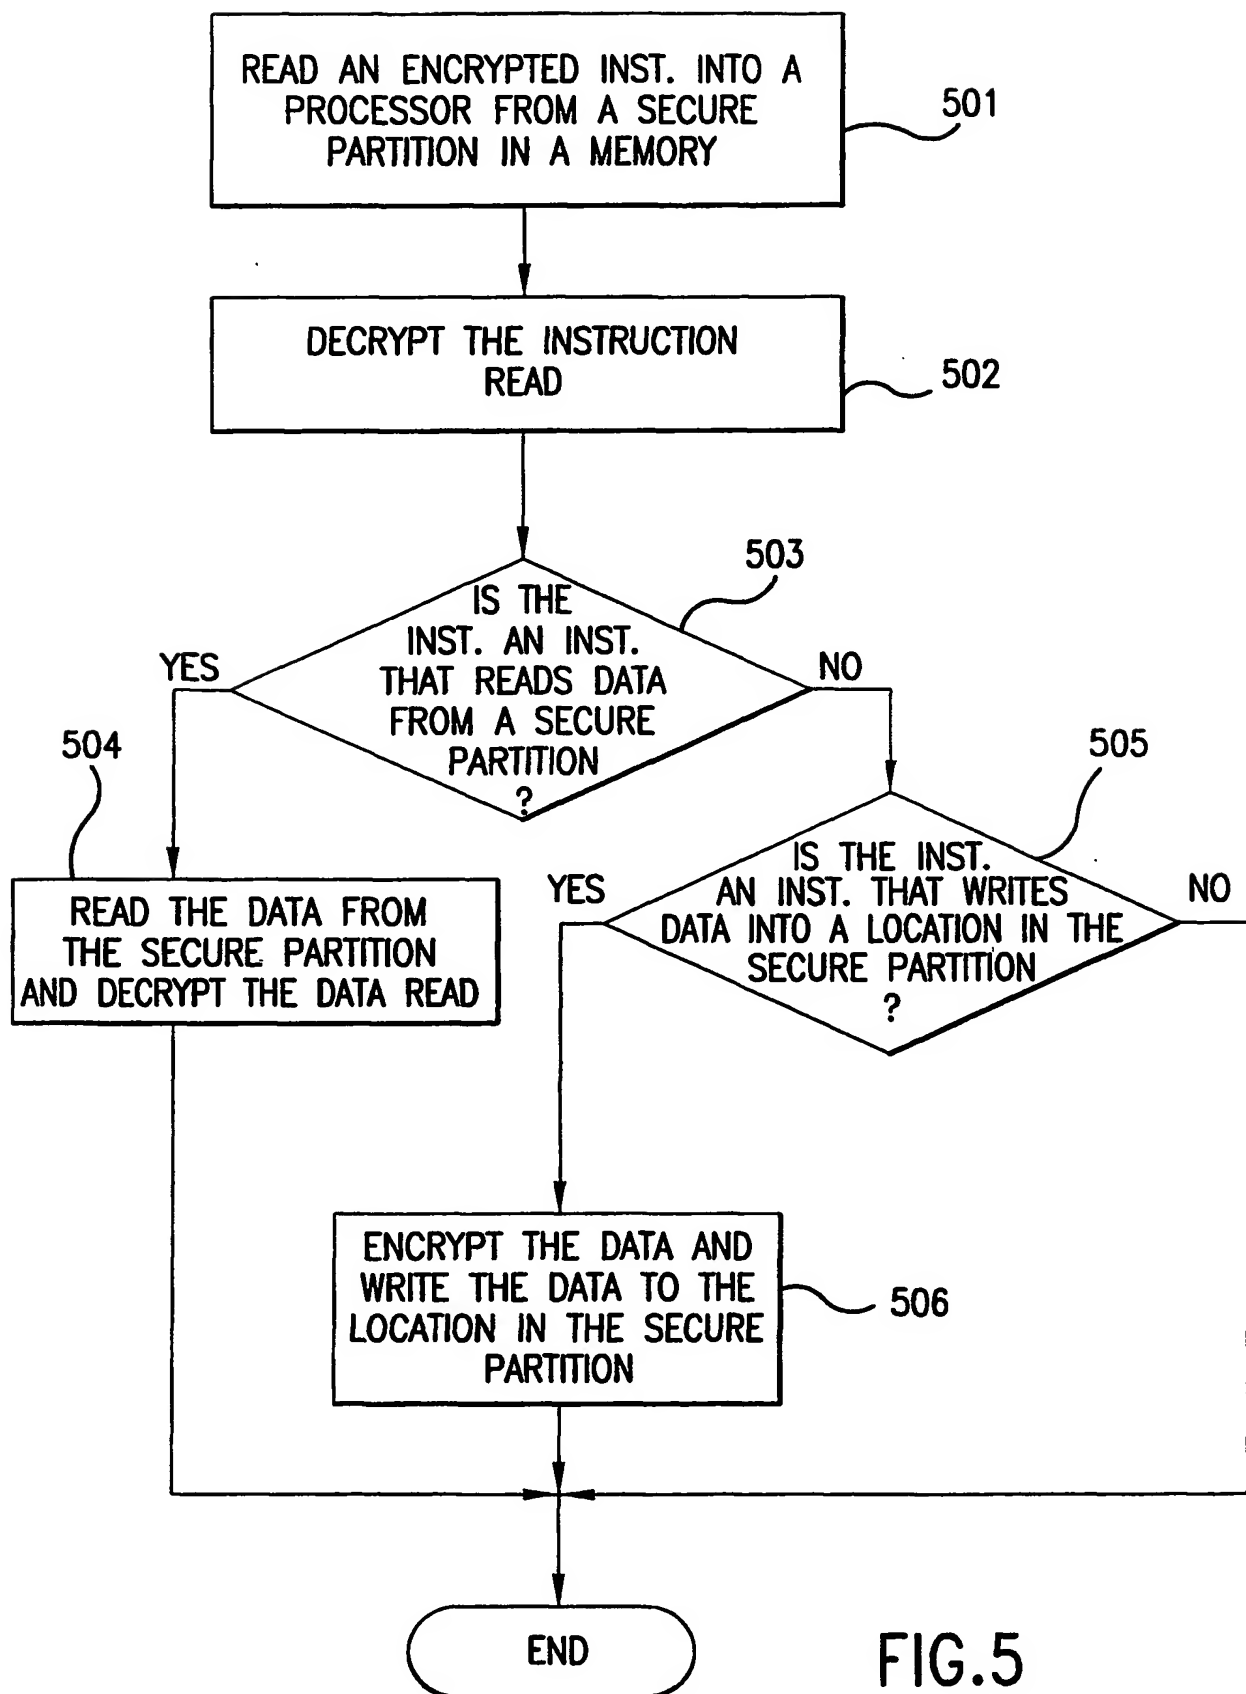 READ AN ENCRYPTED INST. INTO A
PROCESSOR FROM A SECURE
PARTITION IN A MEMORY
501
DECRYPT THE INSTRUCTION
READ
502
503
IS THE
INST. AN INST.
THAT READS DATA
FROM A SECURE
PARTITION
?
YES
NO
504
READ THE DATA FROM
THE SECURE PARTITION
AND DECRYPT THE DATA READ
505
IS THE INST.
AN INST. THAT WRITES
DATA INTO A LOCATION IN THE
SECURE PARTITION
?
YES
NO
ENCRYPT THE DATA AND
WRITE THE DATA TO THE
LOCATION IN THE SECURE
PARTITION
506
END
FIG.5